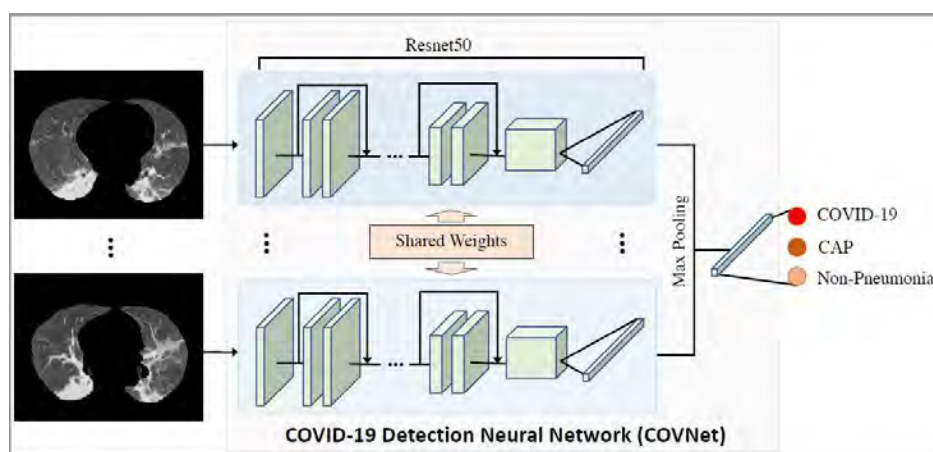 Resnet50
Shared Weights
Max Pooling
COVID-19
CAP
Non-Pneumonia
COVID-19 Detection Neural Network (COVNet)